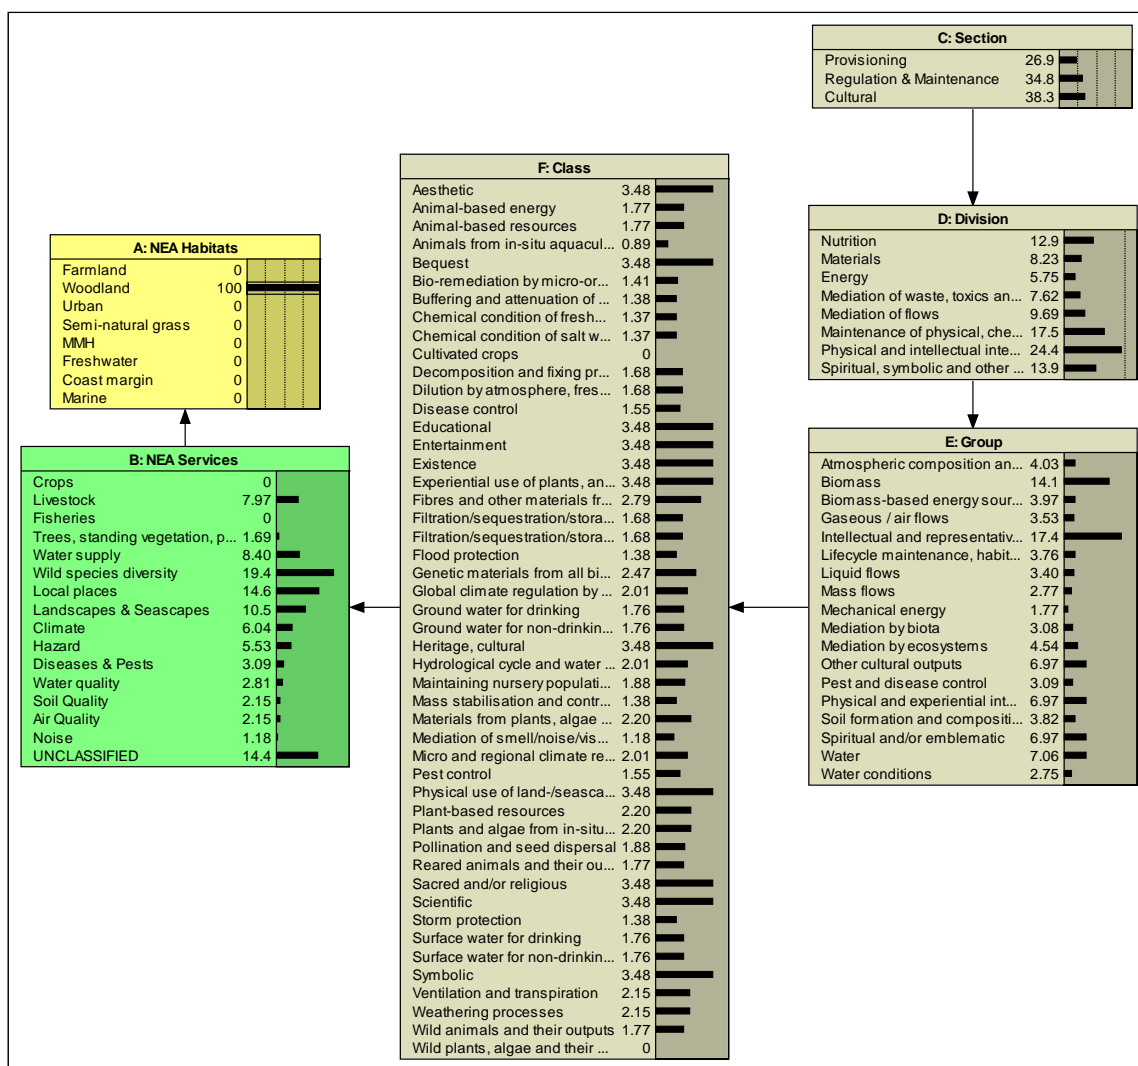 C: Section
Provisioning 26.9
Regulation & Maintenance 34.8
Cultural 38.3
D: Division
Nutrition 12.9
Materials 8.23
Energy 5.75
Mediation of waste, toxics an... 7.62
Mediation of flows 9.69
Maintenance of physical, che... 17.5
Physical and intellectual inte... 24.4
Spiritual, symbolic and other ... 13.9
E: Group
Atmospheric composition an... 4.03
Biomass 14.1
Biomass-based energy sour... 3.97
Gaseous / air flows 3.53
Intellectual and representativ... 17.4
Lifecycle maintenance, habit... 3.76
Liquid flows 3.40
Mass flows 2.77
Mechanical energy 1.77
Mediation by biota 3.08
Mediation by ecosystems 4.54
Other cultural outputs 6.97
Pest and disease control 3.09
Physical and experiential int... 6.97
Soil formation and compositi... 3.82
Spiritual and/or emblematic 6.97
Water 7.06
Water conditions 2.75
F: Class
Aesthetic 3.48
Animal-based energy 1.77
Animal-based resources 1.77
Animals from in-situ aquacul... 0.89
Bequest 3.48
Bio-remediation by micro-or... 1.41
Buffering and attenuation of ... 1.38
Chemical condition of fresh... 1.37
Chemical condition of salt w... 1.37
Cultivated crops 0
Decomposition and fixing pr... 1.68
Dilution by atmosphere, fres... 1.68
Disease control 1.55
Educational 3.48
Entertainment 3.48
Existence 3.48
Experiential use of plants, an... 3.48
Fibres and other materials fr... 2.79
Filtration/sequestration/stora... 1.68
Filtration/sequestration/stora... 1.68
Flood protection 1.38
Genetic materials from all bi... 2.47
Global climate regulation by ... 2.01
Ground water for drinking 1.76
Ground water for non-drinkin... 1.76
Heritage, cultural 3.48
Hydrological cycle and water ... 2.01
Maintaining nursery populati... 1.88
Mass stabilisation and contr... 1.38
Materials from plants, algae ... 2.20
Mediation of smell/noise/vis... 1.18
Micro and regional climate re... 2.01
Pest control 1.55
Physical use of land-/seasca... 3.48
Plant-based resources 2.20
Plants and algae from in-situ... 2.20
Pollination and seed dispersal 1.88
Reared animals and their ou... 1.77
Sacred and/or religious 3.48
Scientific 3.48
Storm protection 1.38
Surface water for drinking 1.76
Surface water for non-drinkin... 1.76
Symbolic 3.48
Ventilation and transpiration 2.15
Weathering processes 2.15
Wild animals and their outputs 1.77
Wild plants, algae and their ... 0
A: NEA Habitats
Farmland 0
Woodland 100
Urban 0
Semi-natural grass 0
MMH 0
Freshwater 0
Coast margin 0
Marine 0
B: NEA Services
Crops 0
Livestock 7.97
Fisheries 0
Trees, standing vegetation, p... 1.69
Water supply 8.40
Wild species diversity 19.4
Local places 14.6
Landscapes & Seascapes 10.5
Climate 6.04
Hazard 5.53
Diseases & Pests 3.09
Water quality 2.81
Soil Quality 2.15
Air Quality 2.15
Noise 1.18
UNCLASSIFIED 14.4